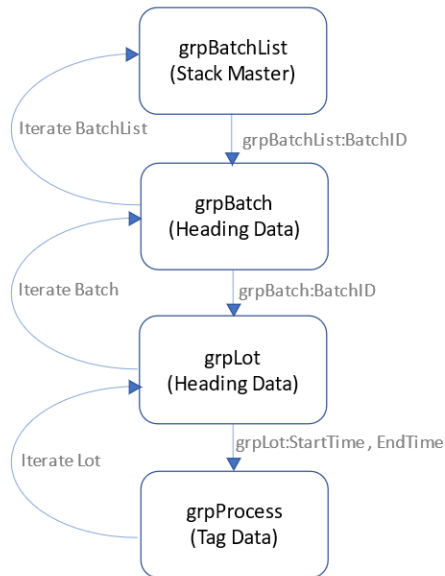 grpBatchList
(Stack Master)
Iterate BatchList
grpBatchList:BatchID
grpBatch
(Heading Data)
Iterate Batch
grpBatch:BatchID
grpLot
(Heading Data)
Iterate Lot
grpLot:StartTime , EndTime
grpProcess
(Tag Data)